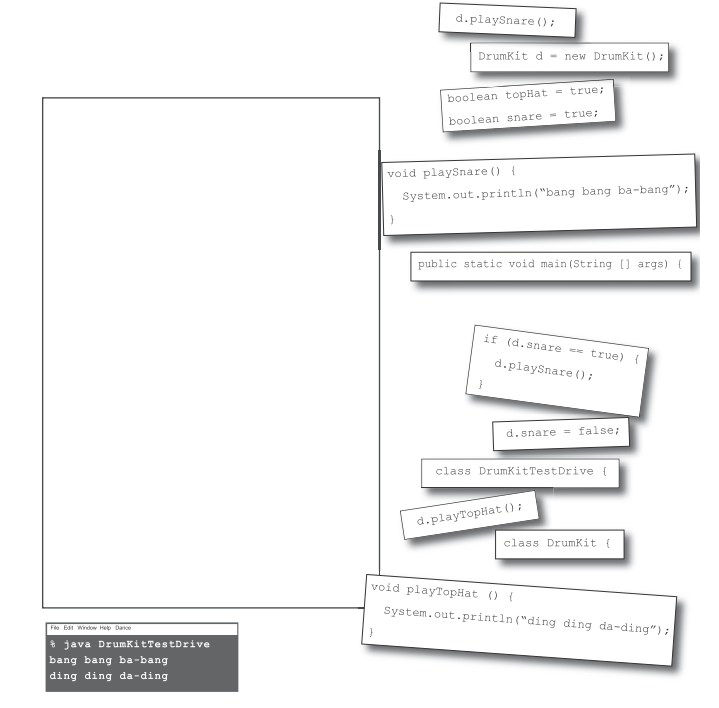 d.playSnare();
DrumKit d = new DrumKit();
boolean topHat = true;
boolean snare = true;
void playSnare() {
System.out.println(“bang bang ba-bang”);
}
public static void main(String [] args) {
if (d.snare == true) {
d.playSnare();
}
d.snare = false;
class DrumKitTestDrive {
d.playTopHat();
class DrumKit {
void playTopHat () {
System.out.println(“ding ding da-ding”);
}
File Edit Window Help Dance
% java DrumKitTestDrive
bang bang ba-bang
ding ding da-ding